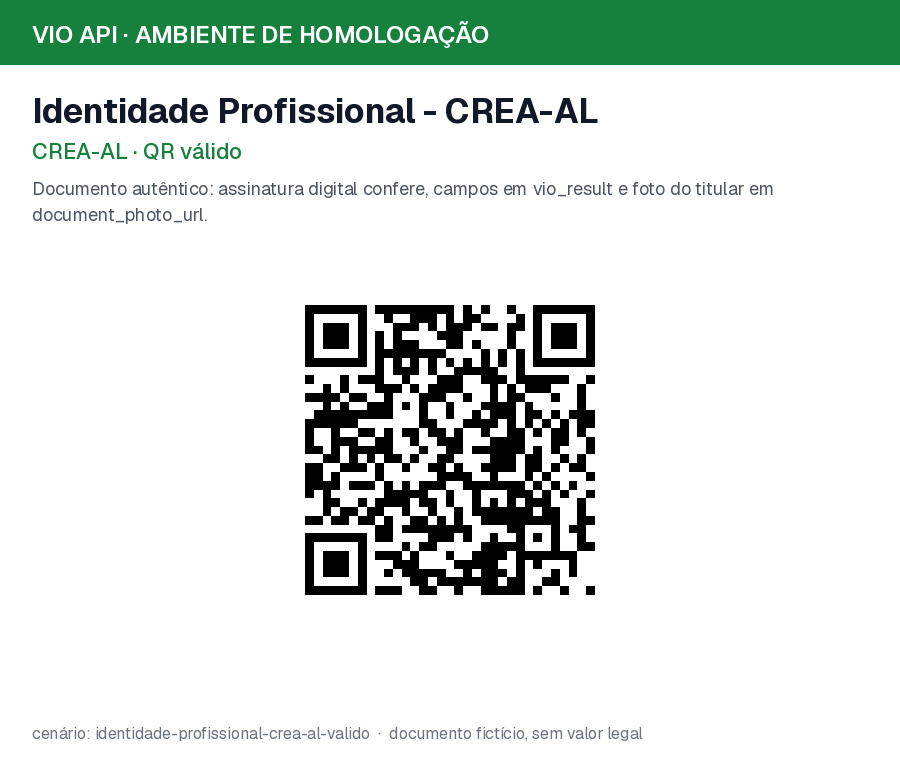 VIO API · AMBIENTE DE HOMOLOGAÇÃO
Identidade Profissional - CREA-AL
CREA-AL · QR válido
Documento autêntico: assinatura digital confere, campos em vio_result e foto do titular em
document_photo_url.
cenário: identidade-profissional-crea-al-valido · documento fictício, sem valor legal